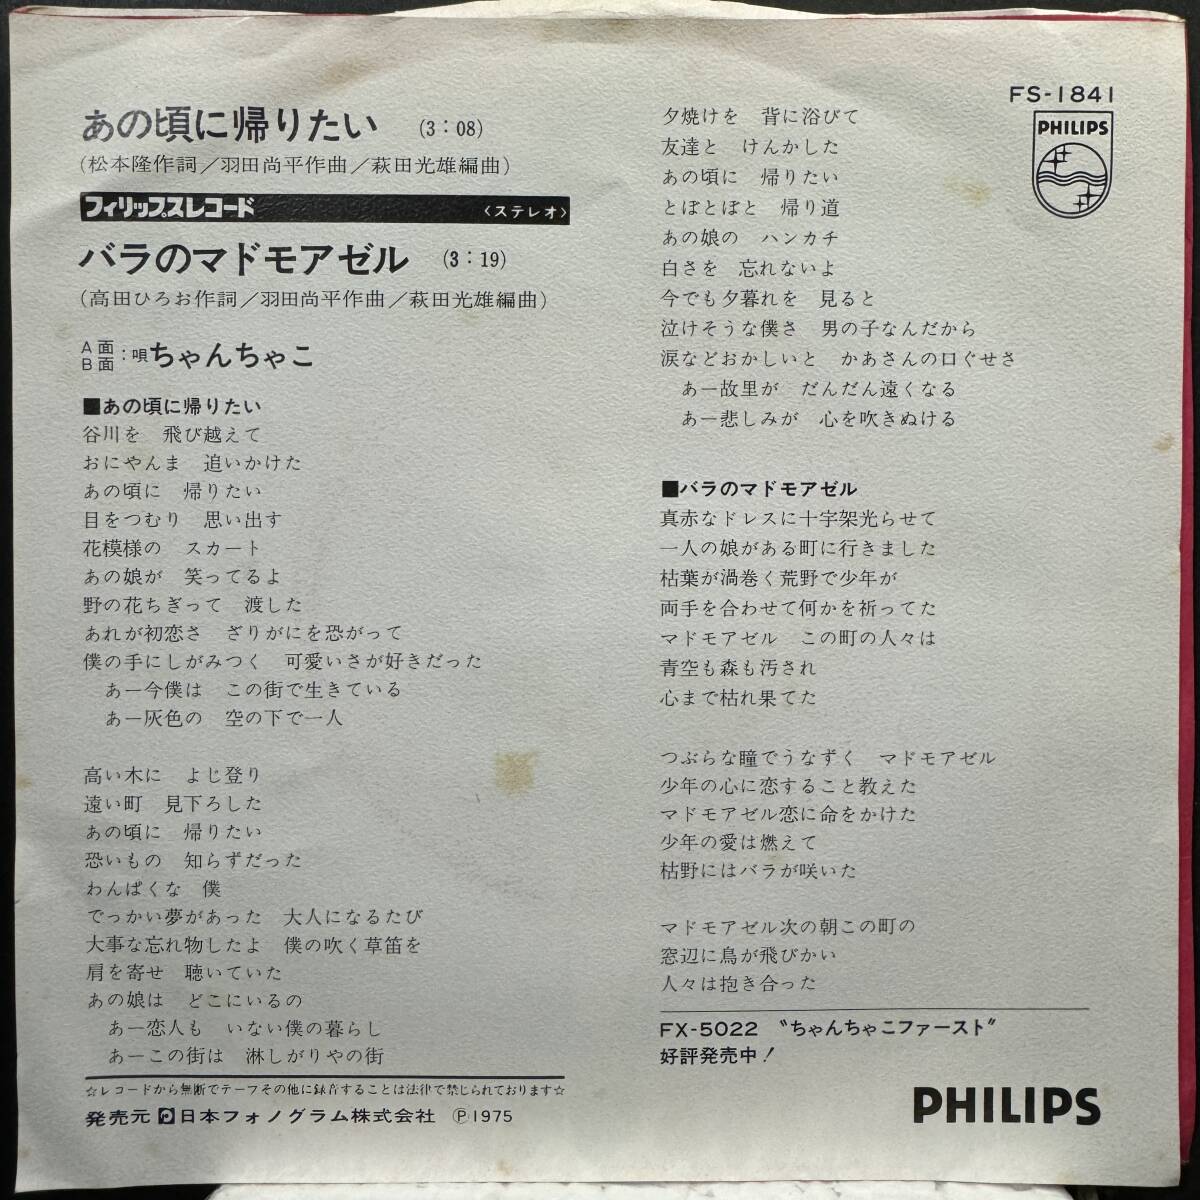 あの頃に帰りたい (3:08)
(松本隆作詞／羽田尚平作曲／萩田光雄編曲)
フィリップスレコード 〈ステレオ〉
バラのマドモアゼル (3:19)
(高田ひろお作詞／羽田尚平作曲／萩田光雄編曲)
A面
B面:唄 ちゃんちゃこ
■あの頃に帰りたい
谷川を　飛び越えて
おにやんま　追いかけた
あの頃に　帰りたい
目をつむり　思い出す
花模様の　スカート
あの娘が　笑ってるよ
野の花ちぎって　渡した
あれが初恋さ　ざりがにを恐がって
僕の手にしがみつく　可愛いさが好きだった
あー今僕は　この街で生きている
あー灰色の　空の下で一人
高い木に　よじ登り
遠い町　見下ろした
あの頃に　帰りたい
恐いもの　知らずだった
わんぱくな　僕
でっかい夢があった　大人になるたび
大事な忘れ物したよ　僕の吹く草笛を
肩を寄せ　聴いていた
あの娘は　どこにいるの
あー恋人も　いない僕の暮らし
あーこの街は　淋しがりやの街
☆レコードから無断でテープその他に録音することは法律で禁じられております☆
発売元 日本フォノグラム株式会社 Ⓟ1975
FS-1841
PHILIPS
夕焼けを　背に浴びて
友達と　けんかした
あの頃に　帰りたい
とぼとぼと　帰り道
あの娘の　ハンカチ
白さを　忘れないよ
今でも夕暮れを　見ると
泣けそうな僕さ　男の子なんだから
涙などおかしいと　かあさんの口ぐせさ
あー故里が　だんだん遠くなる
あー悲しみが　心を吹きぬける
■バラのマドモアゼル
真赤なドレスに十字架光らせて
一人の娘がある町に行きました
枯葉が渦巻く荒野で少年が
両手を合わせて何かを祈ってた
マドモアゼル　この町の人々は
青空も森も汚され
心まで枯れ果てた
つぶらな瞳でうなずく　マドモアゼル
少年の心に恋すること教えた
マドモアゼル恋に命をかけた
少年の愛は燃えて
枯野にはバラが咲いた
マドモアゼル次の朝この町の
窓辺に鳥が飛びかい
人々は抱き合った
FX-5022 〝ちゃんちゃこファースト〟
好評発売中！
PHILIPS